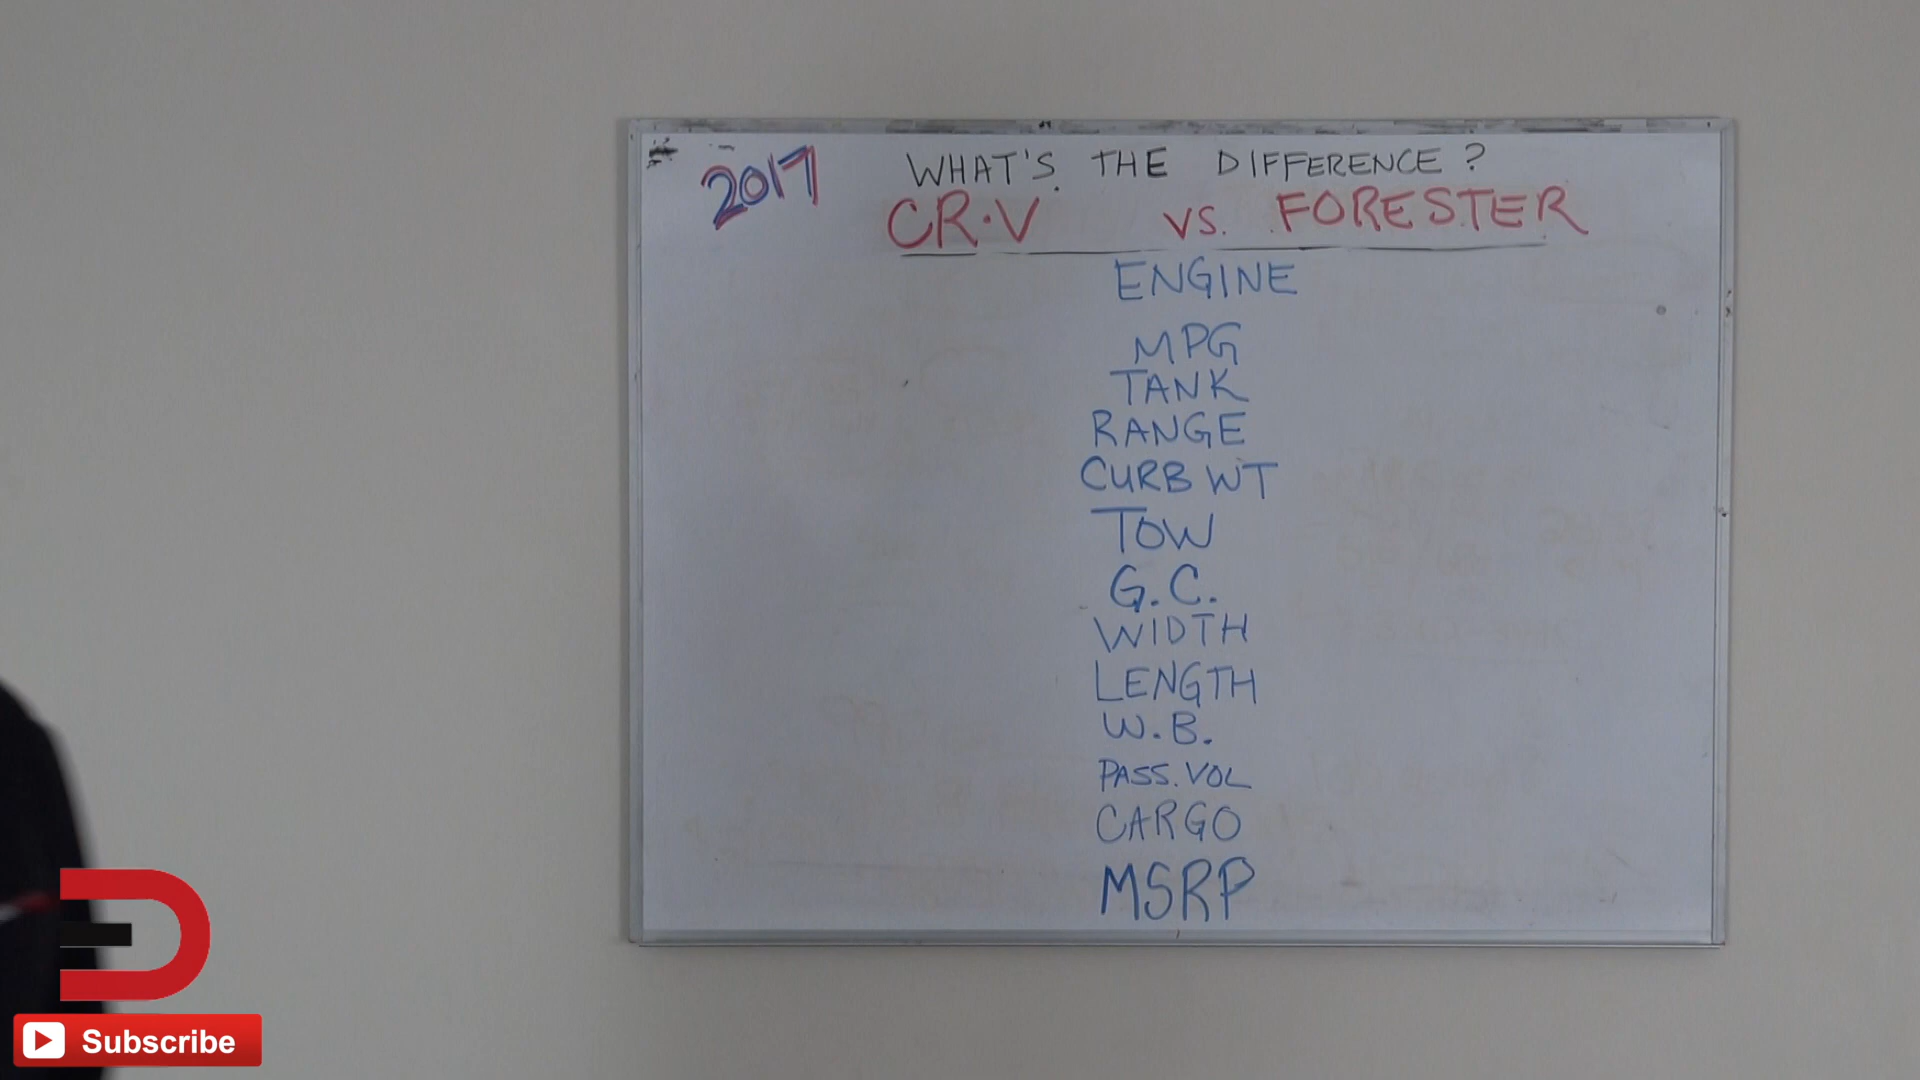 2017 WHAT'S THE DIFFERENCE?
CR·V VS. FORESTER
ENGINE
MPG
TANK
RANGE
CURB WT
TOW
G.C.
WIDTH
LENGTH
W.B.
PASS. VOL
CARGO
MSRP
Subscribe